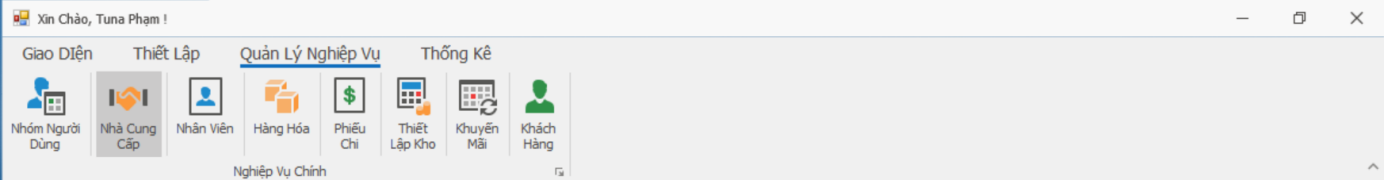 Xin Chào, Tuna Phạm !
Giao DIện Thiết Lập Quản Lý Nghiệp Vụ Thống Kê
Nhóm Người
Dùng
Nhà Cung
Cấp
Nhân Viên
Hàng Hóa
Phiếu
Chi
Thiết
Lập Kho
Khuyến
Mãi
Khách
Hàng
Nghiệp Vụ Chính